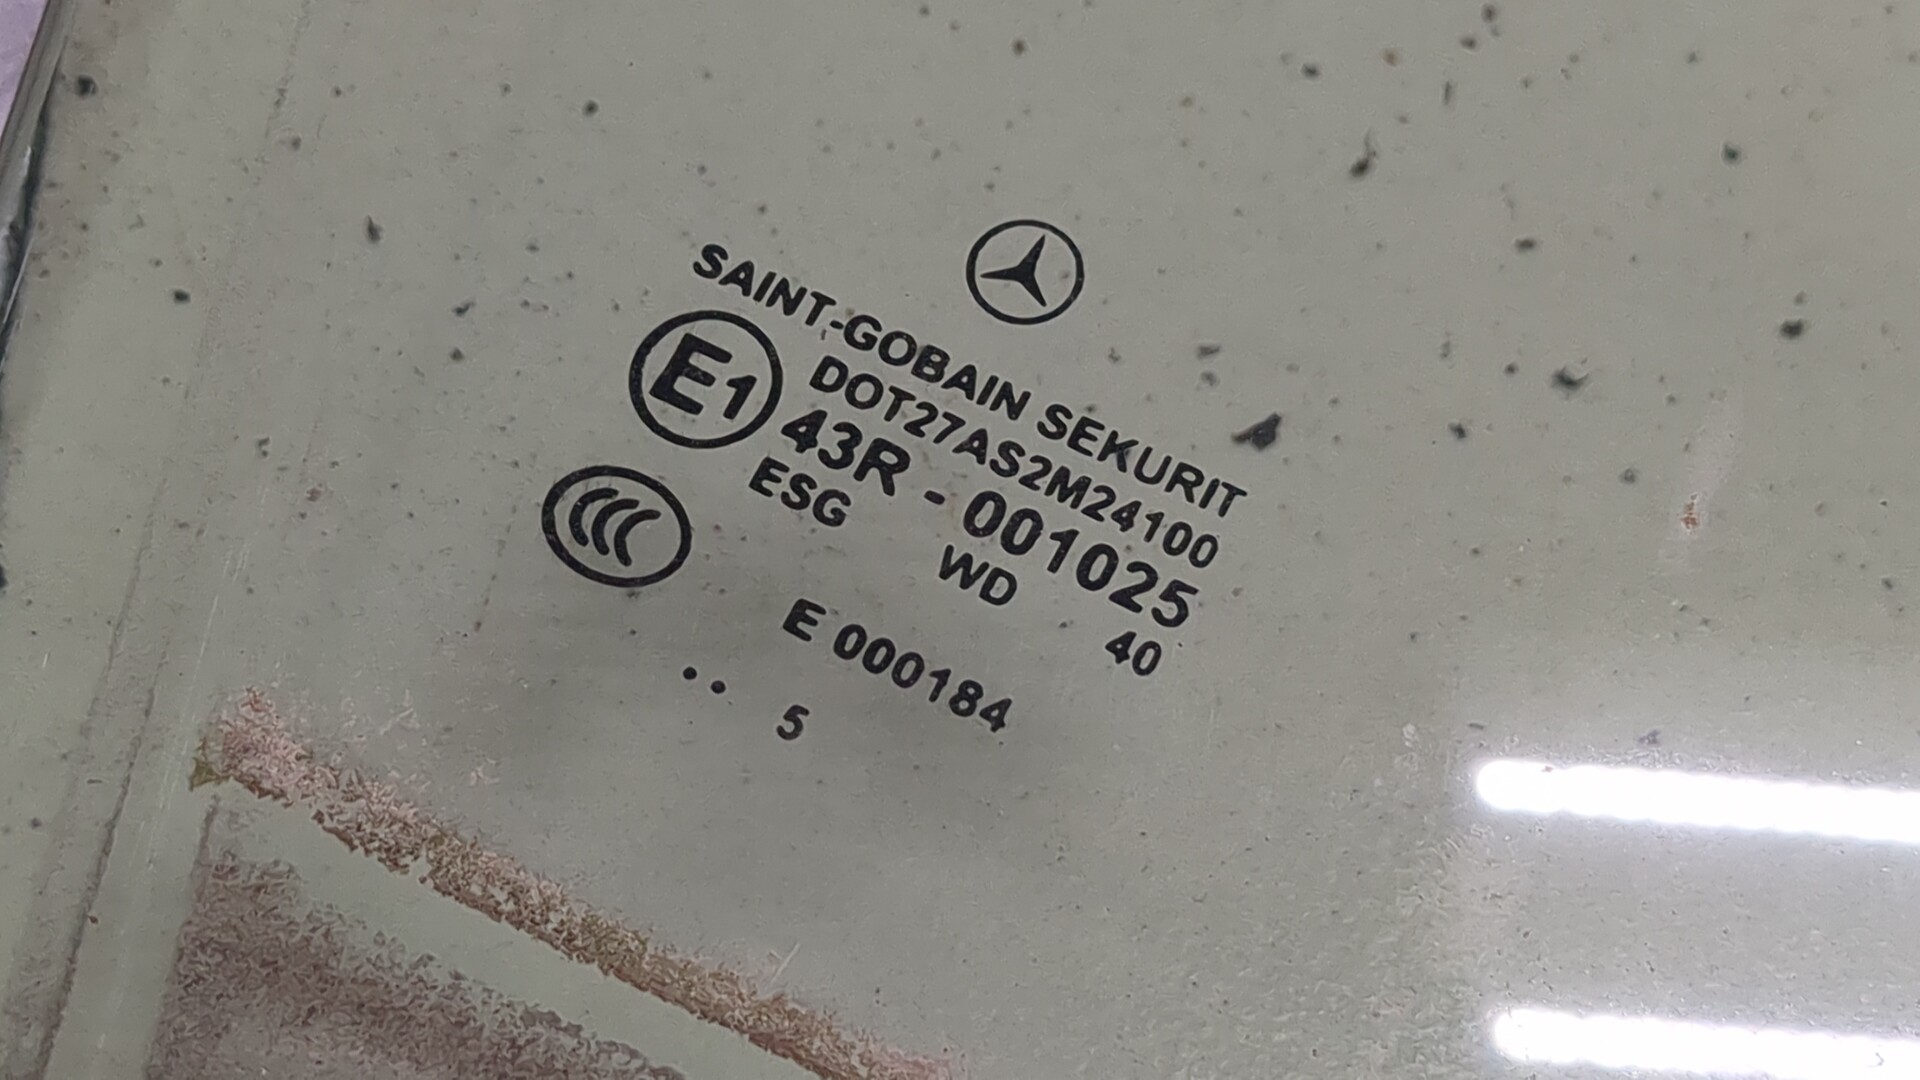 SAINT-GOBAIN SEKURIT
DOT27AS2M24100
E1 43R - 001025
ESG WD 40
E 000184
.. 5